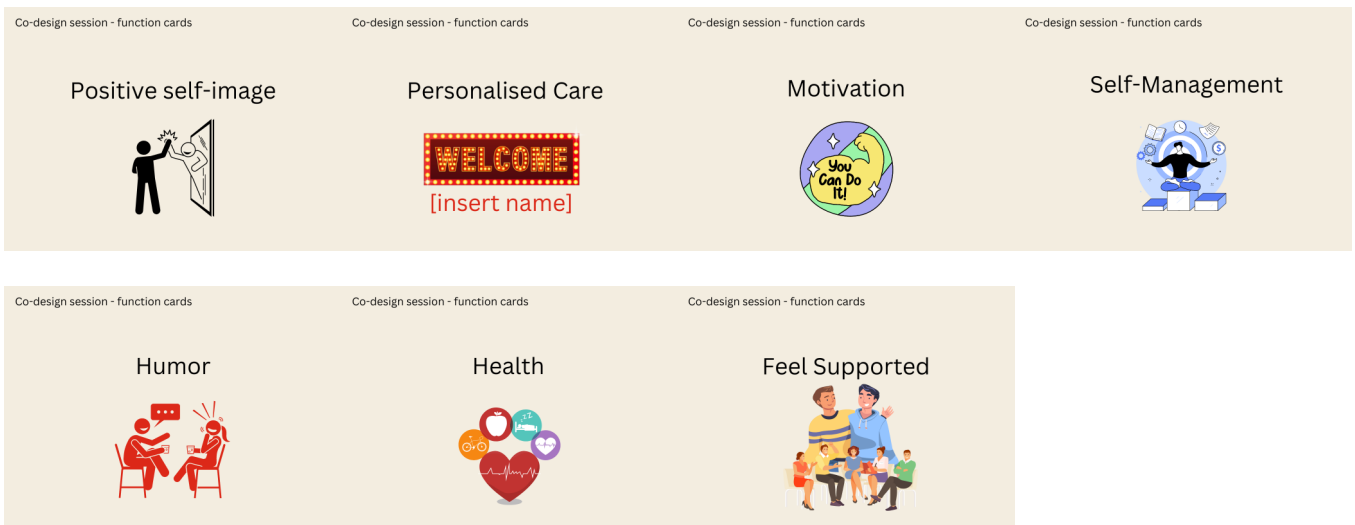 Co-design session - function cards
Positive self-image
Co-design session - function cards
Personalised Care
WELCOME
[insert name]
Co-design session - function cards
Motivation
You
Can Do
It!
Co-design session - function cards
Self-Management
$
Co-design session - function cards
Humor
Co-design session - function cards
Health
zZZ
Co-design session - function cards
Feel Supported